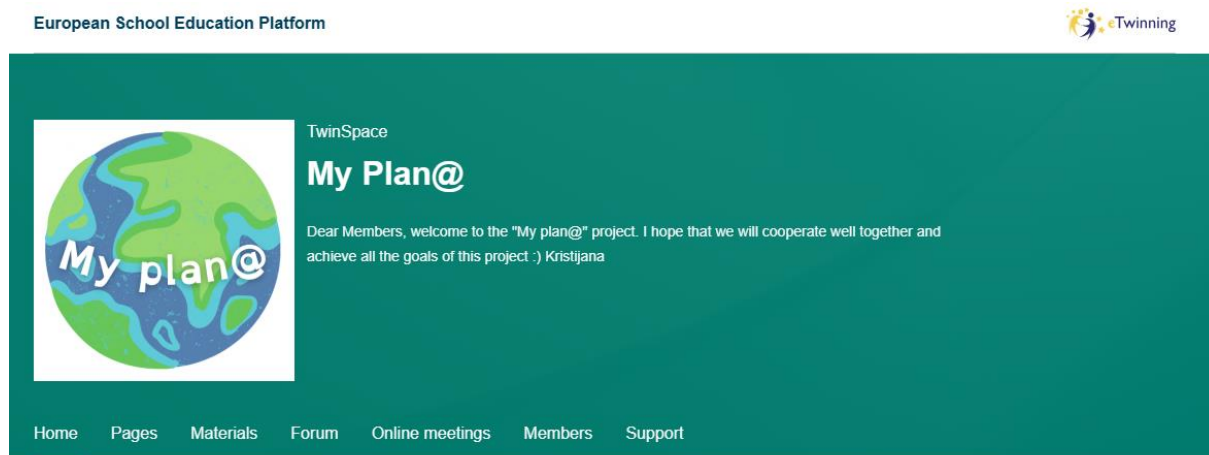 European School Education Platform
eTwinning
TwinSpace
My Plan@
Dear Members, welcome to the "My plan@" project. I hope that we will cooperate well together and
achieve all the goals of this project :) Kristijana
My plan@
Home Pages Materials Forum Online meetings Members Support